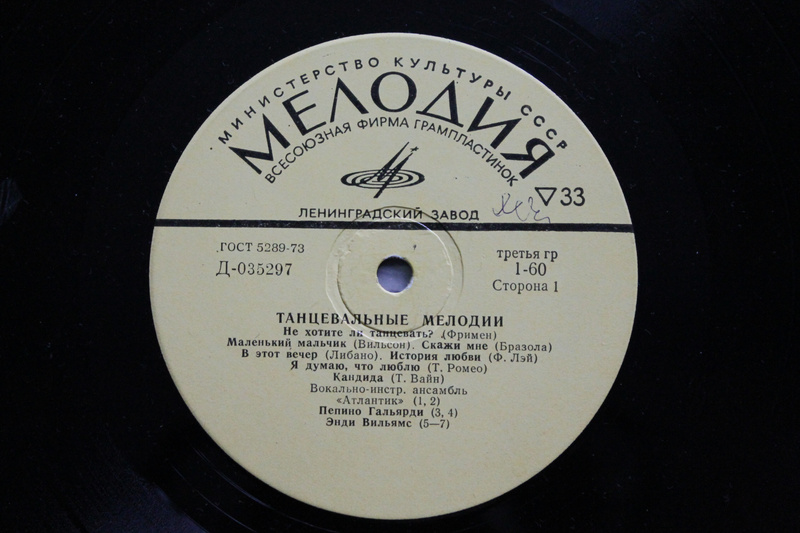 МИНИСТЕРСТВО КУЛЬТУРЫ СССР
МЕЛОДИЯ
ВСЕСОЮЗНАЯ ФИРМА ГРАМПЛАСТИНОК
33
ЛЕНИНГРАДСКИЙ ЗАВОД
ГОСТ 5289-73
Д-035297
третья гр
1-60
Сторона 1
ТАНЦЕВАЛЬНЫЕ МЕЛОДИИ
Не хотите ли танцевать? (Фримен)
Маленький мальчик (Вильсон). Скажи мне (Бразола)
В этот вечер (Либано). История любви (Ф. Лэй)
Я думаю, что люблю (Т. Ромео)
Кандида (Т. Вайн)
Вокально-инстр. ансамбль
«Атлантик» (1, 2)
Пепино Гальярди (3, 4)
Энди Вильямс (5—7)